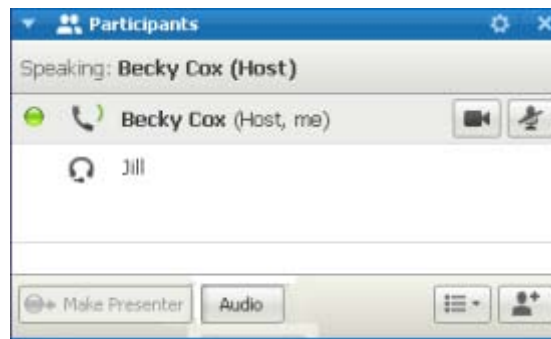 Participants
Speaking: Becky Cox (Host)
Becky Cox (Host, me)
Jill
Make Presenter Audio